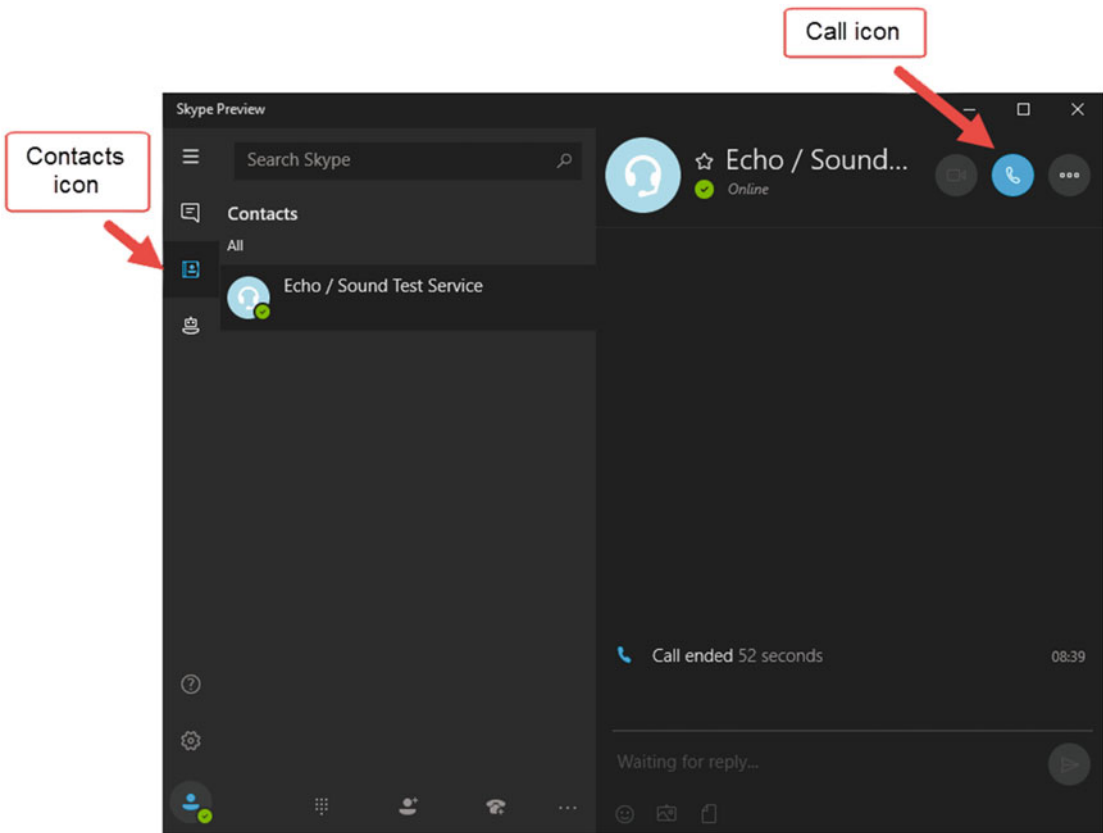 Call icon
Contacts
icon
Skype Preview
Search Skype
Contacts
All
Echo / Sound Test Service
Echo / Sound...
Online
Call ended 52 seconds
08:39
Waiting for reply...